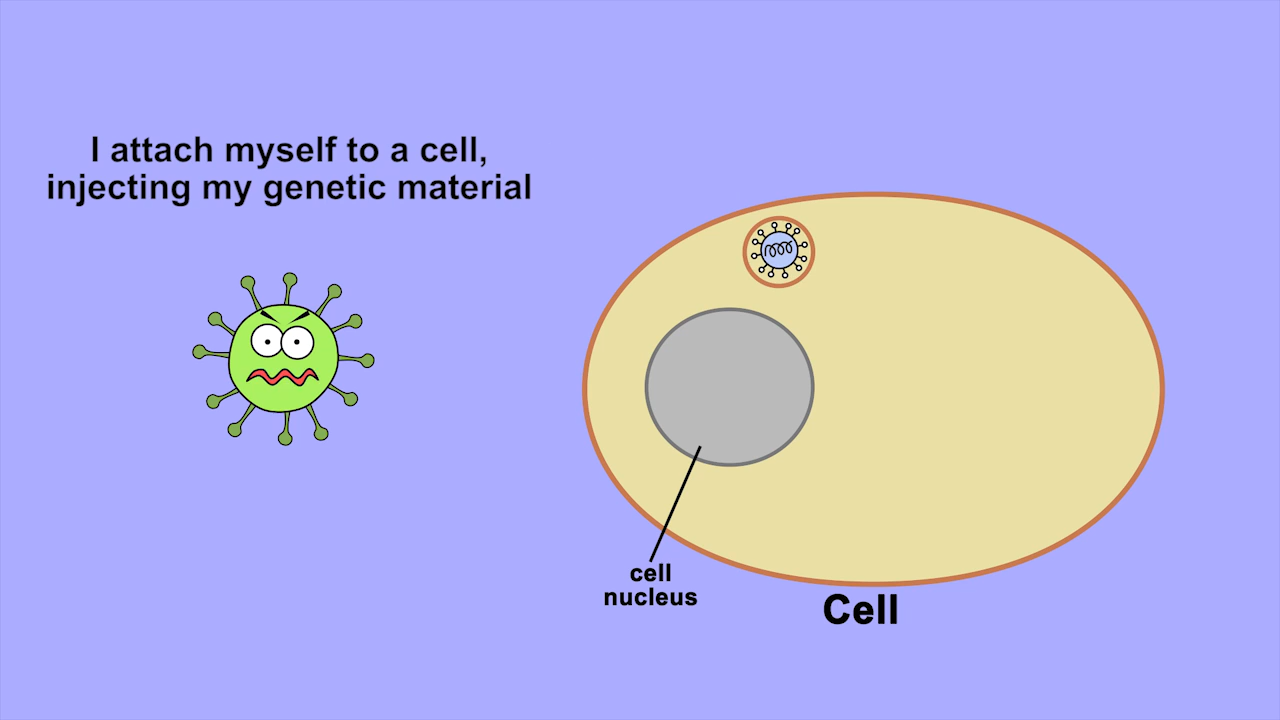 I attach myself to a cell,
injecting my genetic material
cell
nucleus
Cell